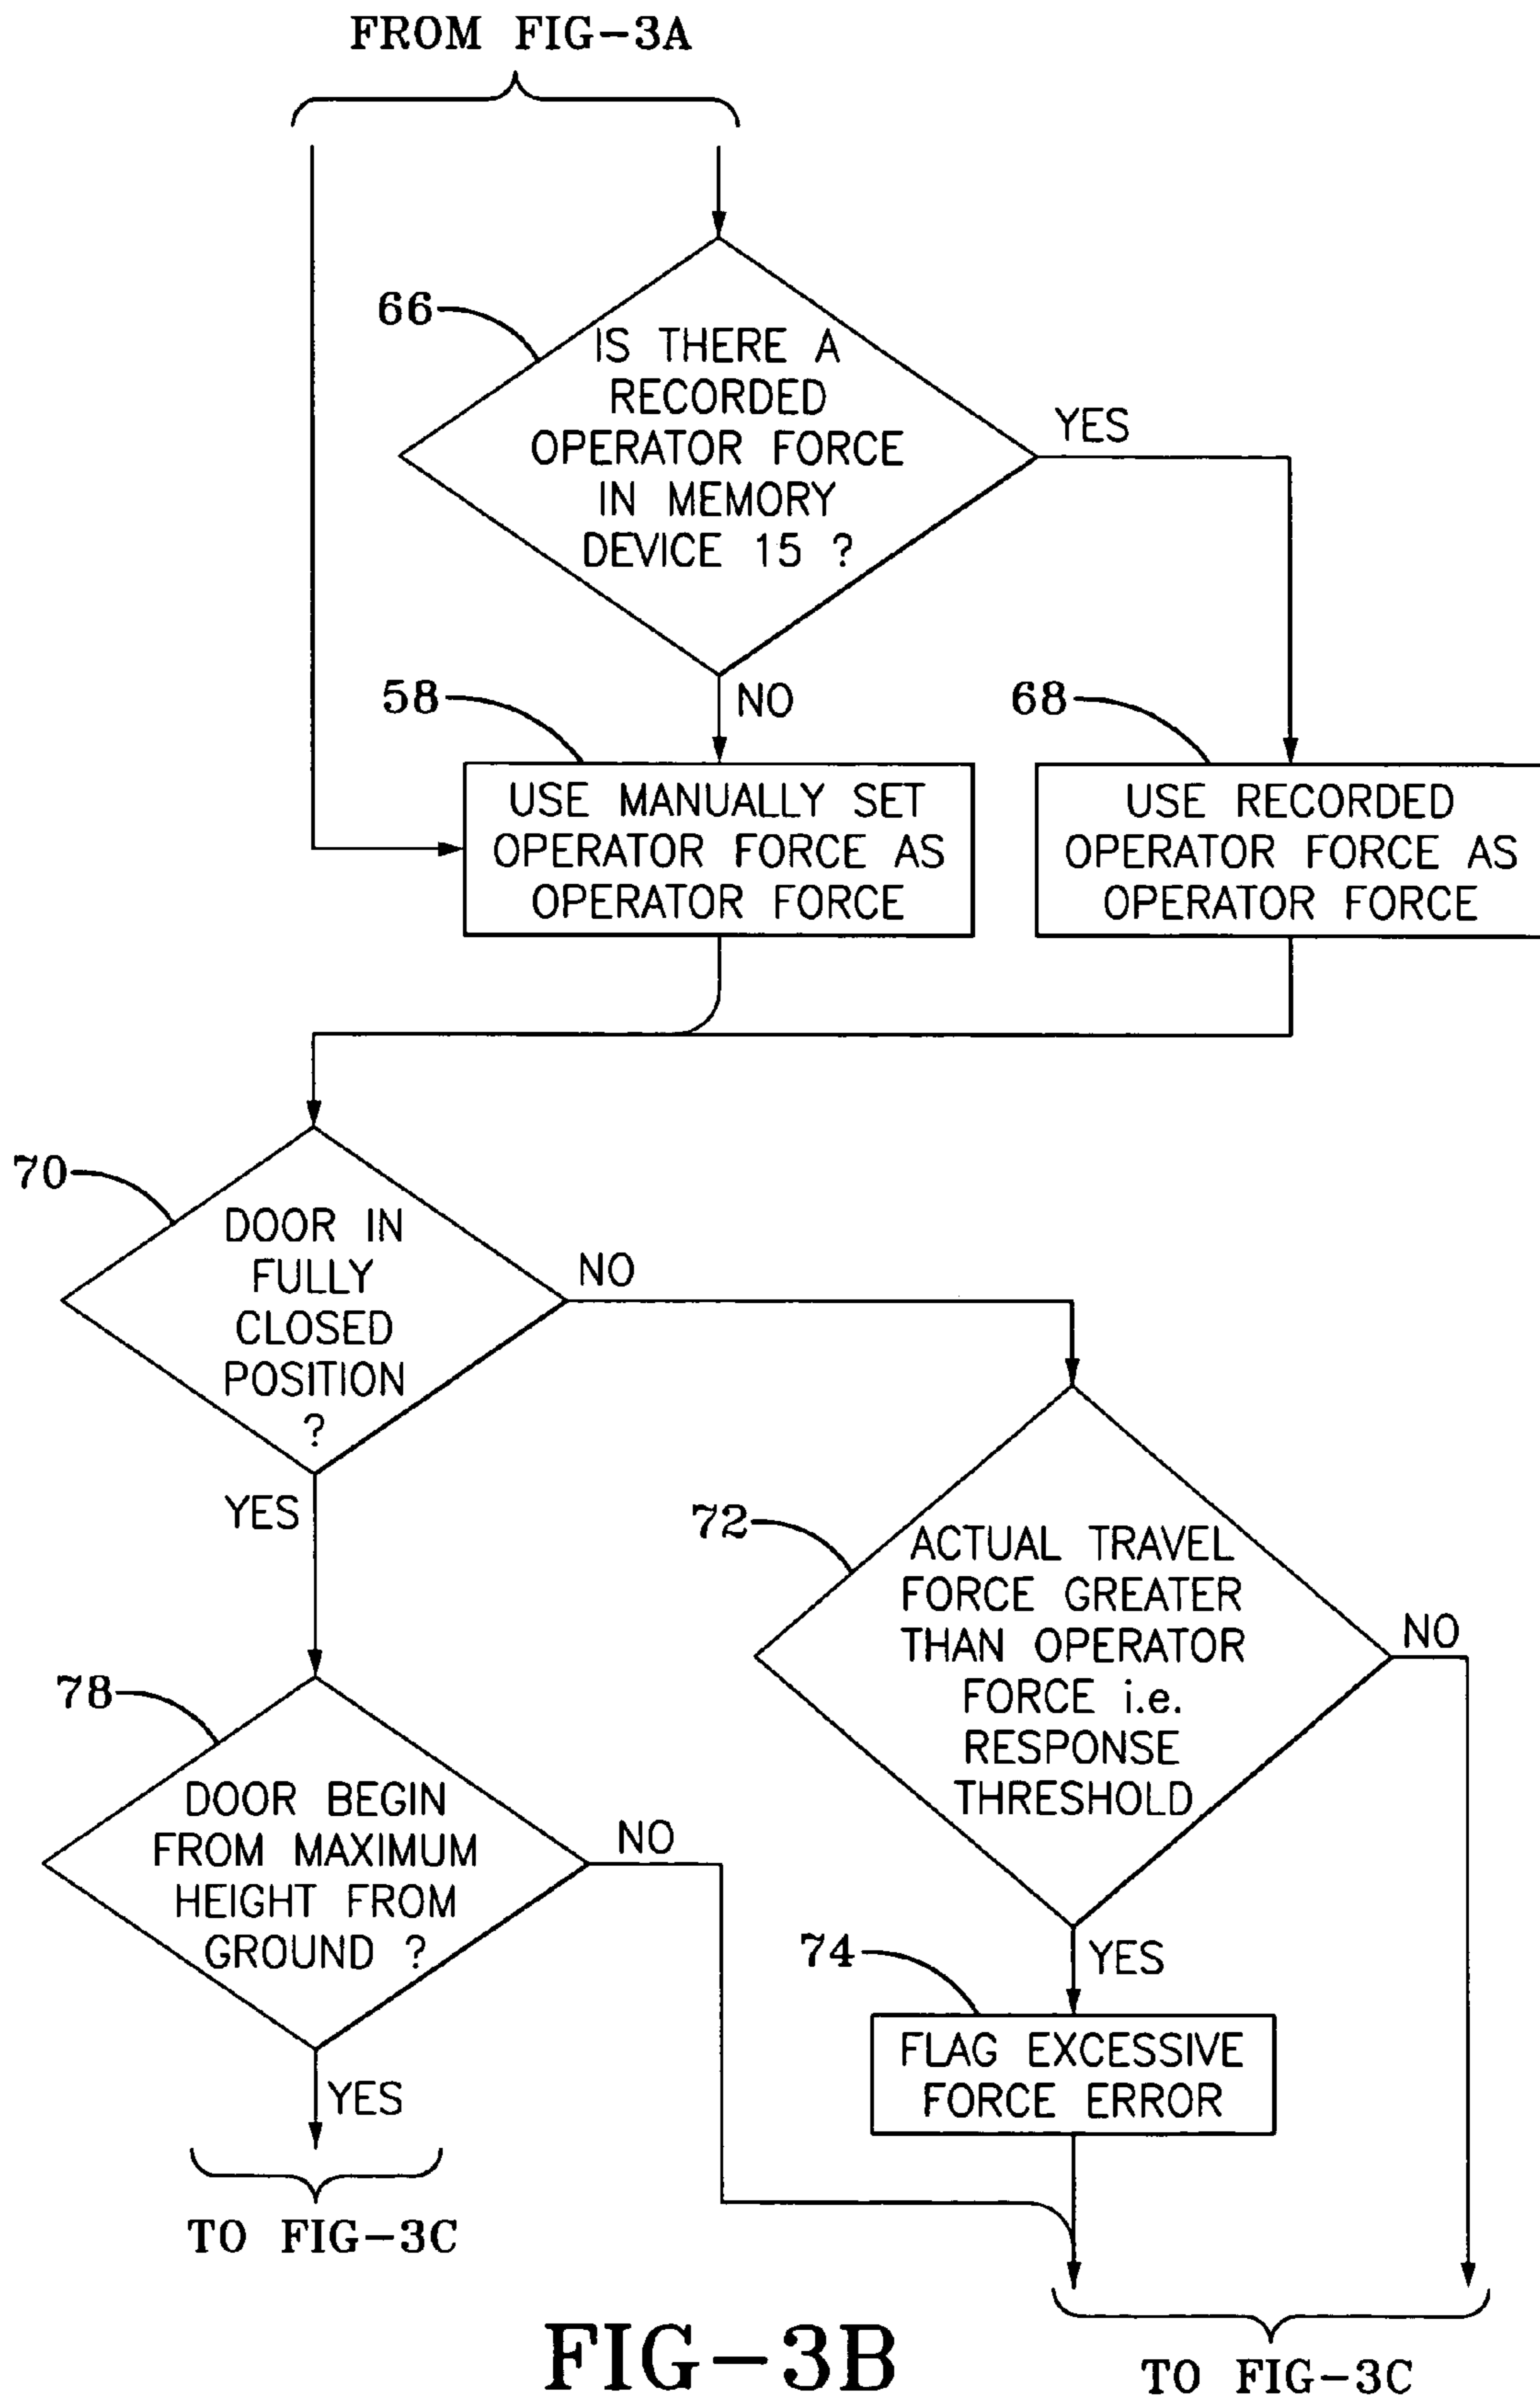 FROM FIG-3A
66
IS THERE A
RECORDED
OPERATOR FORCE
IN MEMORY
DEVICE 15 ?
YES
NO
58
USE MANUALLY SET
OPERATOR FORCE AS
OPERATOR FORCE
68
USE RECORDED
OPERATOR FORCE AS
OPERATOR FORCE
70
DOOR IN
FULLY
CLOSED
POSITION
?
NO
YES
72
ACTUAL TRAVEL
FORCE GREATER
THAN OPERATOR
FORCE i.e.
RESPONSE
THRESHOLD
NO
YES
78
DOOR BEGIN
FROM MAXIMUM
HEIGHT FROM
GROUND ?
NO
YES
74
FLAG EXCESSIVE
FORCE ERROR
TO FIG-3C
TO FIG-3C
FIG-3B